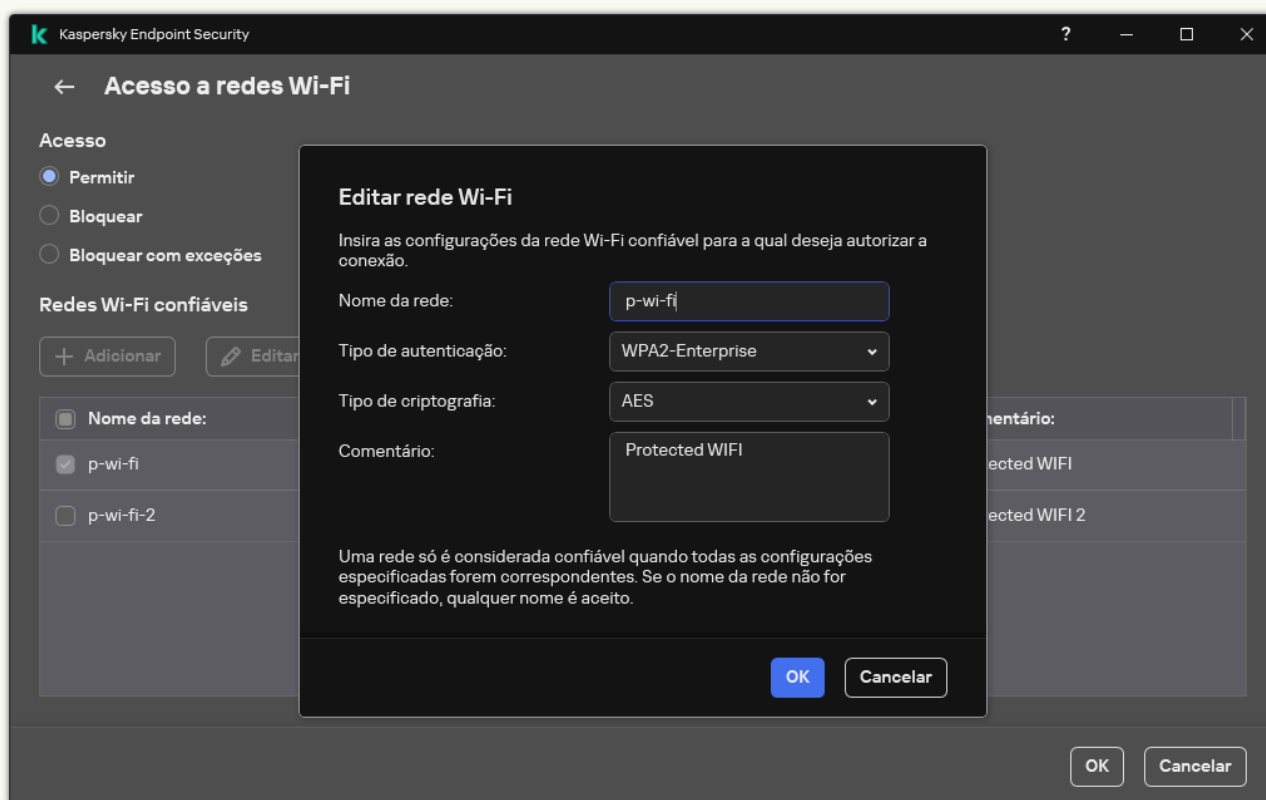 Kaspersky Endpoint Security
?
Acesso a redes Wi-Fi
Acesso
Permitir
Bloquear
Bloquear com exceções
Redes Wi-Fi confiáveis
Adicionar
Editar
Nome da rede:
mentário:
p-wi-fi
ected WIFI
p-wi-fi-2
ected WIFI 2
Editar rede Wi-Fi
Insira as configurações da rede Wi-Fi confiável para a qual deseja autorizar a
conexão.
Nome da rede:
p-wi-fi
Tipo de autenticação:
WPA2-Enterprise
Tipo de criptografia:
AES
Comentário:
Protected WIFI
Uma rede só é considerada confiável quando todas as configurações
especificadas forem correspondentes. Se o nome da rede não for
especificado, qualquer nome é aceito.
OK
Cancelar
OK
Cancelar